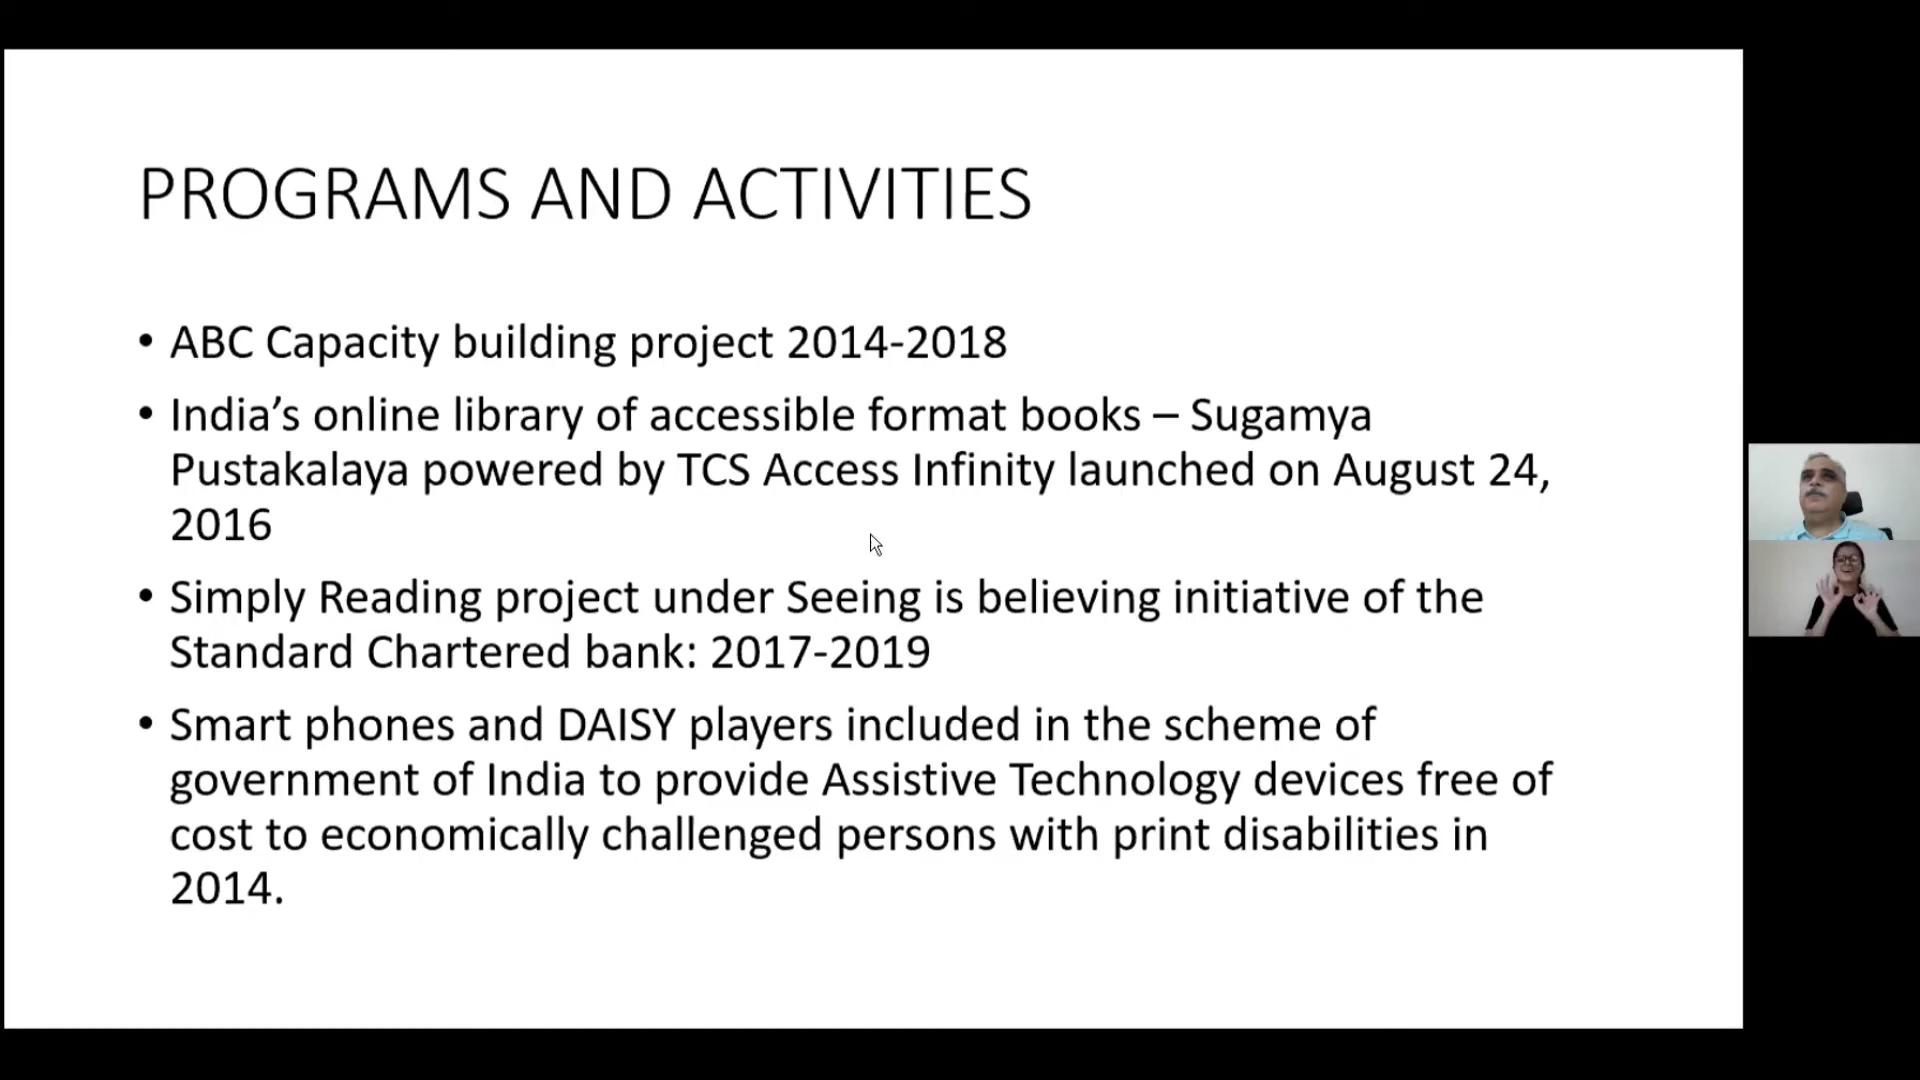 PROGRAMS AND ACTIVITIES
• ABC Capacity building project 2014-2018
• India’s online library of accessible format books – Sugamya
Pustakalaya powered by TCS Access Infinity launched on August 24,
2016
• Simply Reading project under Seeing is believing initiative of the
Standard Chartered bank: 2017-2019
• Smart phones and DAISY players included in the scheme of
government of India to provide Assistive Technology devices free of
cost to economically challenged persons with print disabilities in
2014.